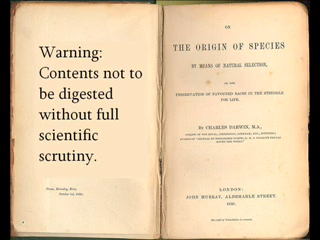 Warning:
Contents not to
be digested
without full
scientific
scrutiny.
ON
THE ORIGIN OF SPECIES
BY MEANS OF NATURAL SELECTION,
OR THE
PRESERVATION OF FAVOURED RACES IN THE STRUGGLE
FOR LIFE.
BY CHARLES DARWIN, M.A.,
LONDON:
JOHN MURRAY, ALBEMARLE STREET.